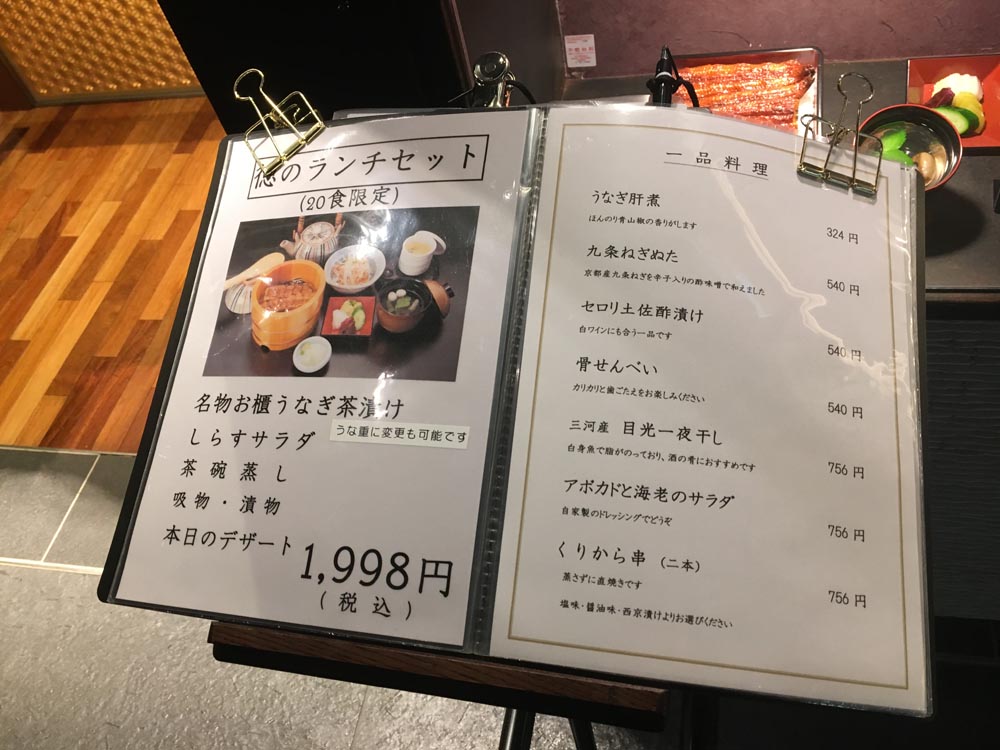 徳のランチセット
(20食限定)
名物お櫃うなぎ茶漬け
うな重に変更も可能です
しらすサラダ
茶碗蒸し
吸物・漬物
本日のデザート
1,998円
(税込)
一品料理
うなぎ肝煮
ほんのり青山椒の香りがします
324円
九条ねぎぬた
京都産九条ねぎを辛子入りの酢味噌で和えました
540円
セロリ土佐酢漬け
白ワインにも合う一品です
540円
骨せんべい
カリカリと歯ごたえをお楽しみください
540円
三河産 目光一夜干し
白身魚で脂がのっており、酒の肴におすすめです
756円
アボカドと海老のサラダ
自家製のドレッシングでどうぞ
756円
くりから串（二本）
蒸さずに直焼きです
756円
塩味・醤油味・西京漬けよりお選びください